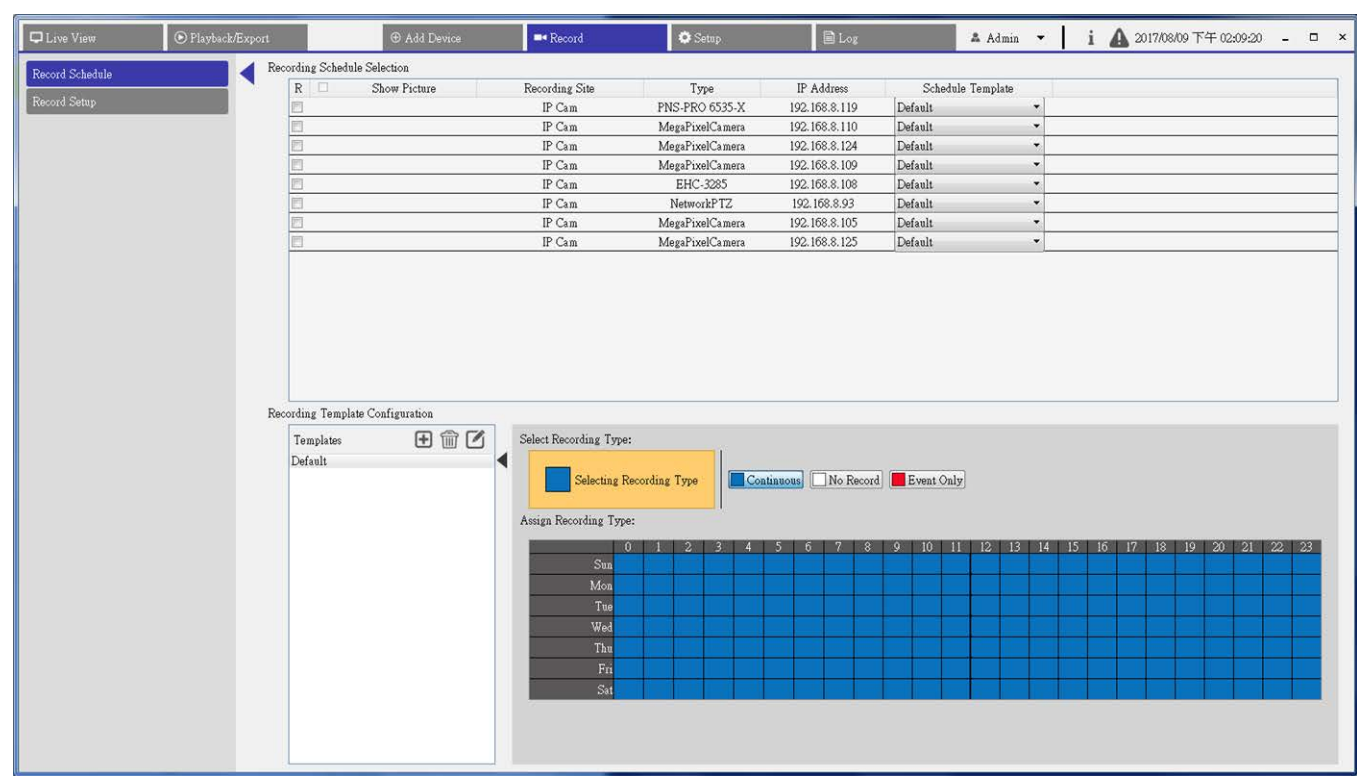 Live View Playback/Export Add Device Record Setup Log Admin i 2017/08/09 下午 02:09:20
Record Schedule
Record Setup
Recording Schedule Selection
R Show Picture Recording Site Type IP Address Schedule Template
IP Cam PNS-PRO 6535-X 192.168.8.119 Default
IP Cam MegaPixelCamera 192.168.8.110 Default
IP Cam MegaPixelCamera 192.168.8.124 Default
IP Cam MegaPixelCamera 192.168.8.109 Default
IP Cam EHC-3285 192.168.8.108 Default
IP Cam NetworkPTZ 192.168.8.93 Default
IP Cam MegaPixelCamera 192.168.8.105 Default
IP Cam MegaPixelCamera 192.168.8.125 Default
Recording Template Configuration
Templates
Default
Select Recording Type:
Selecting Recording Type Continuous No Record Event Only
Assign Recording Type:
0 1 2 3 4 5 6 7 8 9 10 11 12 13 14 15 16 17 18 19 20 21 22 23
Sun
Mon
Tue
Wed
Thu
Fri
Sat